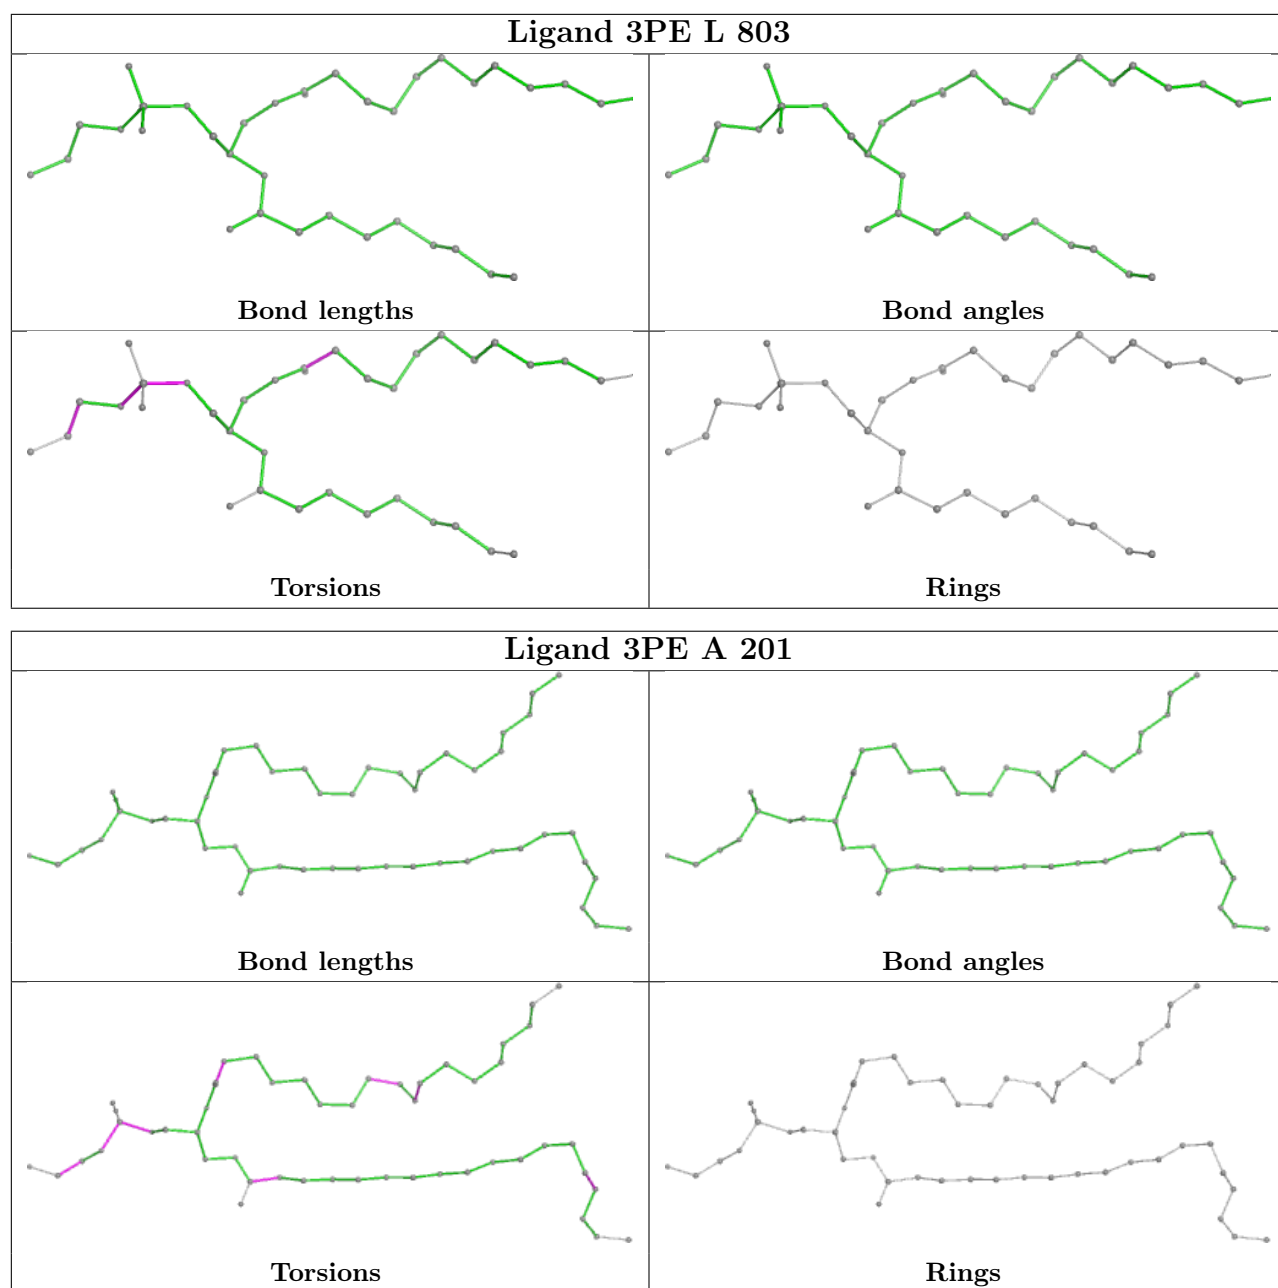 Ligand 3PE L 803
Bond lengths
Bond angles
Torsions
Rings
Ligand 3PE A 201
Bond lengths
Bond angles
Torsions
Rings